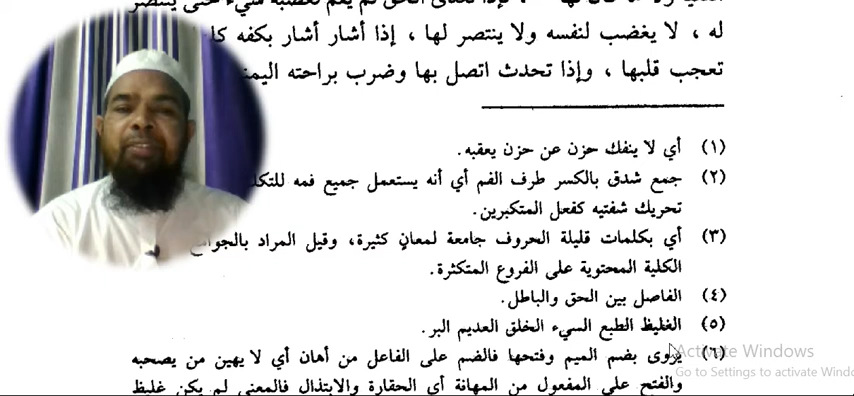 له ، لا يغضب لنفسه ولا ينتصر لها ، إذا أشار أشار بكفه
تعجب قلبها ، وإذا تحدث اتصل بها وضرب براحته
(١) أي لا ينفك حزن عن حزن يعقبه.
(٢) جمع شدق بالكسر طرف الفم أي أنه يستعمل جميع فمه
تحريك شفتيه كفعل المتكبرين.
(٣) أي بكلمات قليلة الحروف جامعة لمعانٍ كثيرة، وقيل المراد
الكلية المحتوية على الفروع المتكثرة.
(٤) الفاصل بين الحق والباطل.
(٥) الغليظ الطبع السيء الخلق العديم البر.
(٦) يروى بضم الميم وفتحها فالضم على الفاعل من أهان أي لا يهين من يصحبه
والفتح على المفعول من المهانة أي الحقارة والابتذال فالمعنى لم يكن غليظ
Activate Windows
Go to Settings to activate